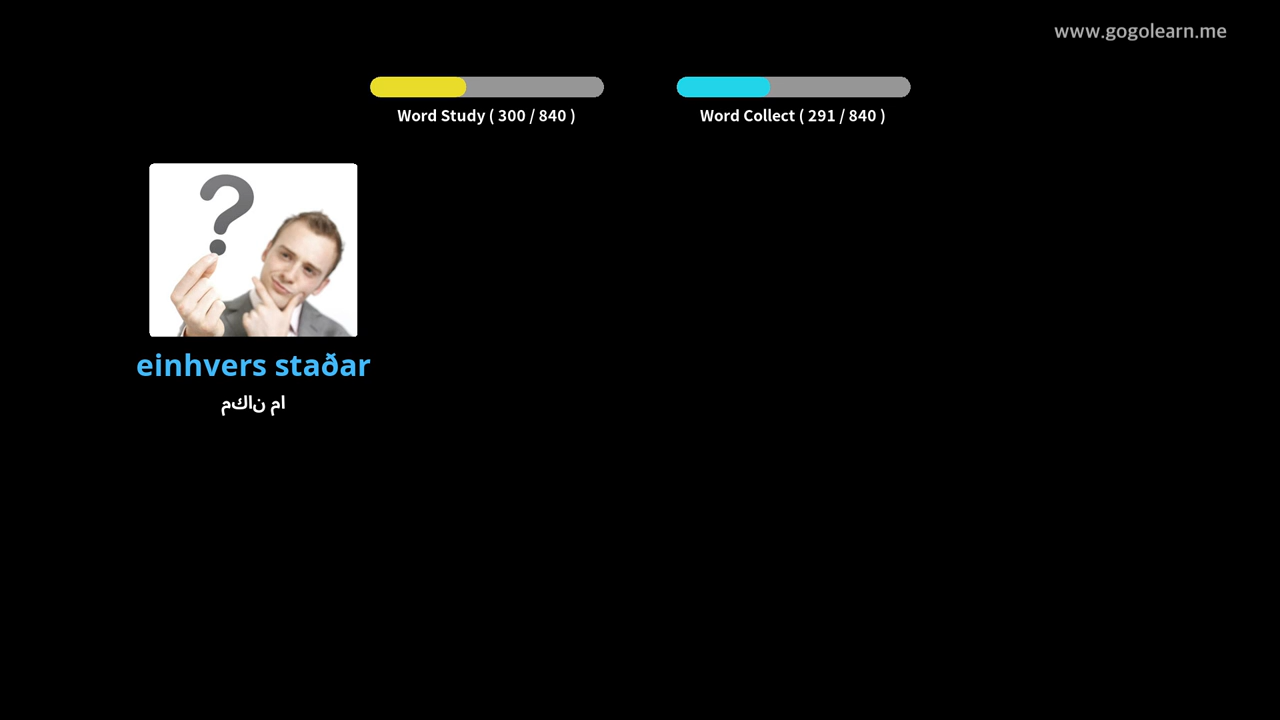 www.gogolearn.me
Word Study ( 300 / 840 )
Word Collect ( 291 / 840 )
einhvers staðar
مكان ما